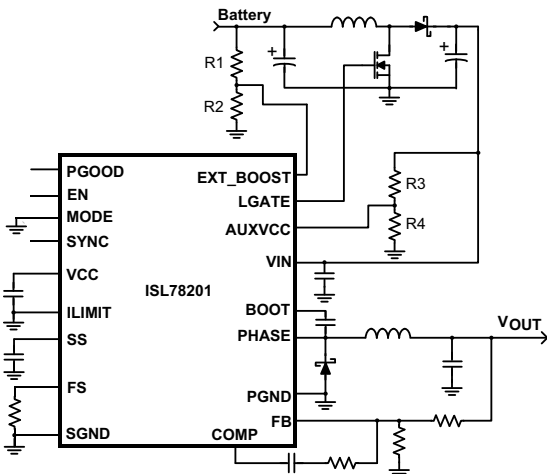 Battery
R1
R2
PGOOD
EXT_BOOST
R3
EN
LGATE
MODE
AUXVCC
R4
SYNC
VIN
VCC
ISL78201
BOOT
ILIMIT
VOUT
PHASE
SS
FS
PGND
FB
SGND
COMP